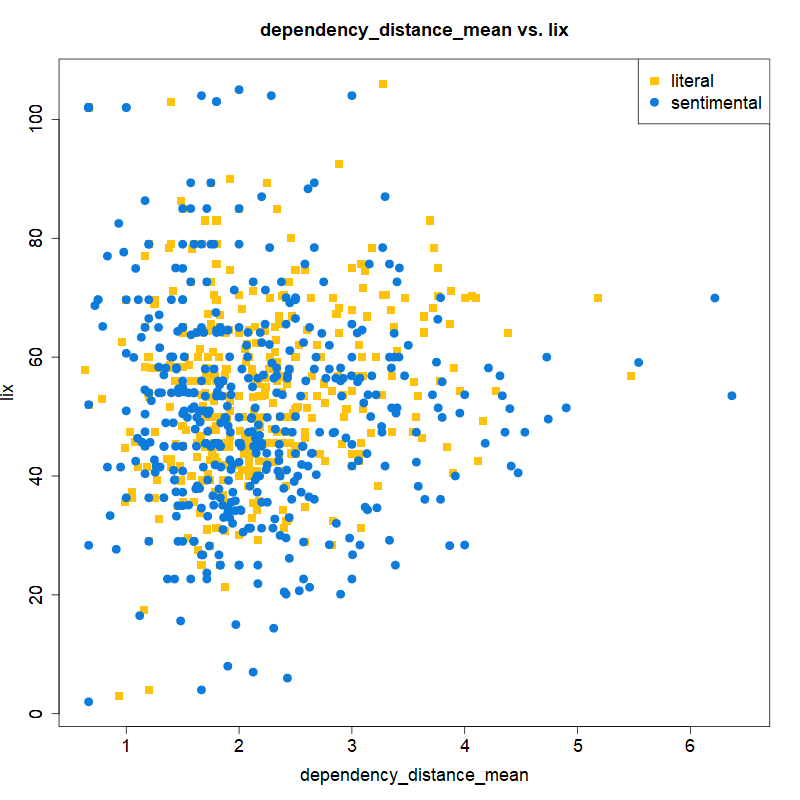 dependency_distance_mean vs. lix
literal
sentimental
lix
0
20
40
60
80
100
1 2 3 4 5 6
dependency_distance_mean